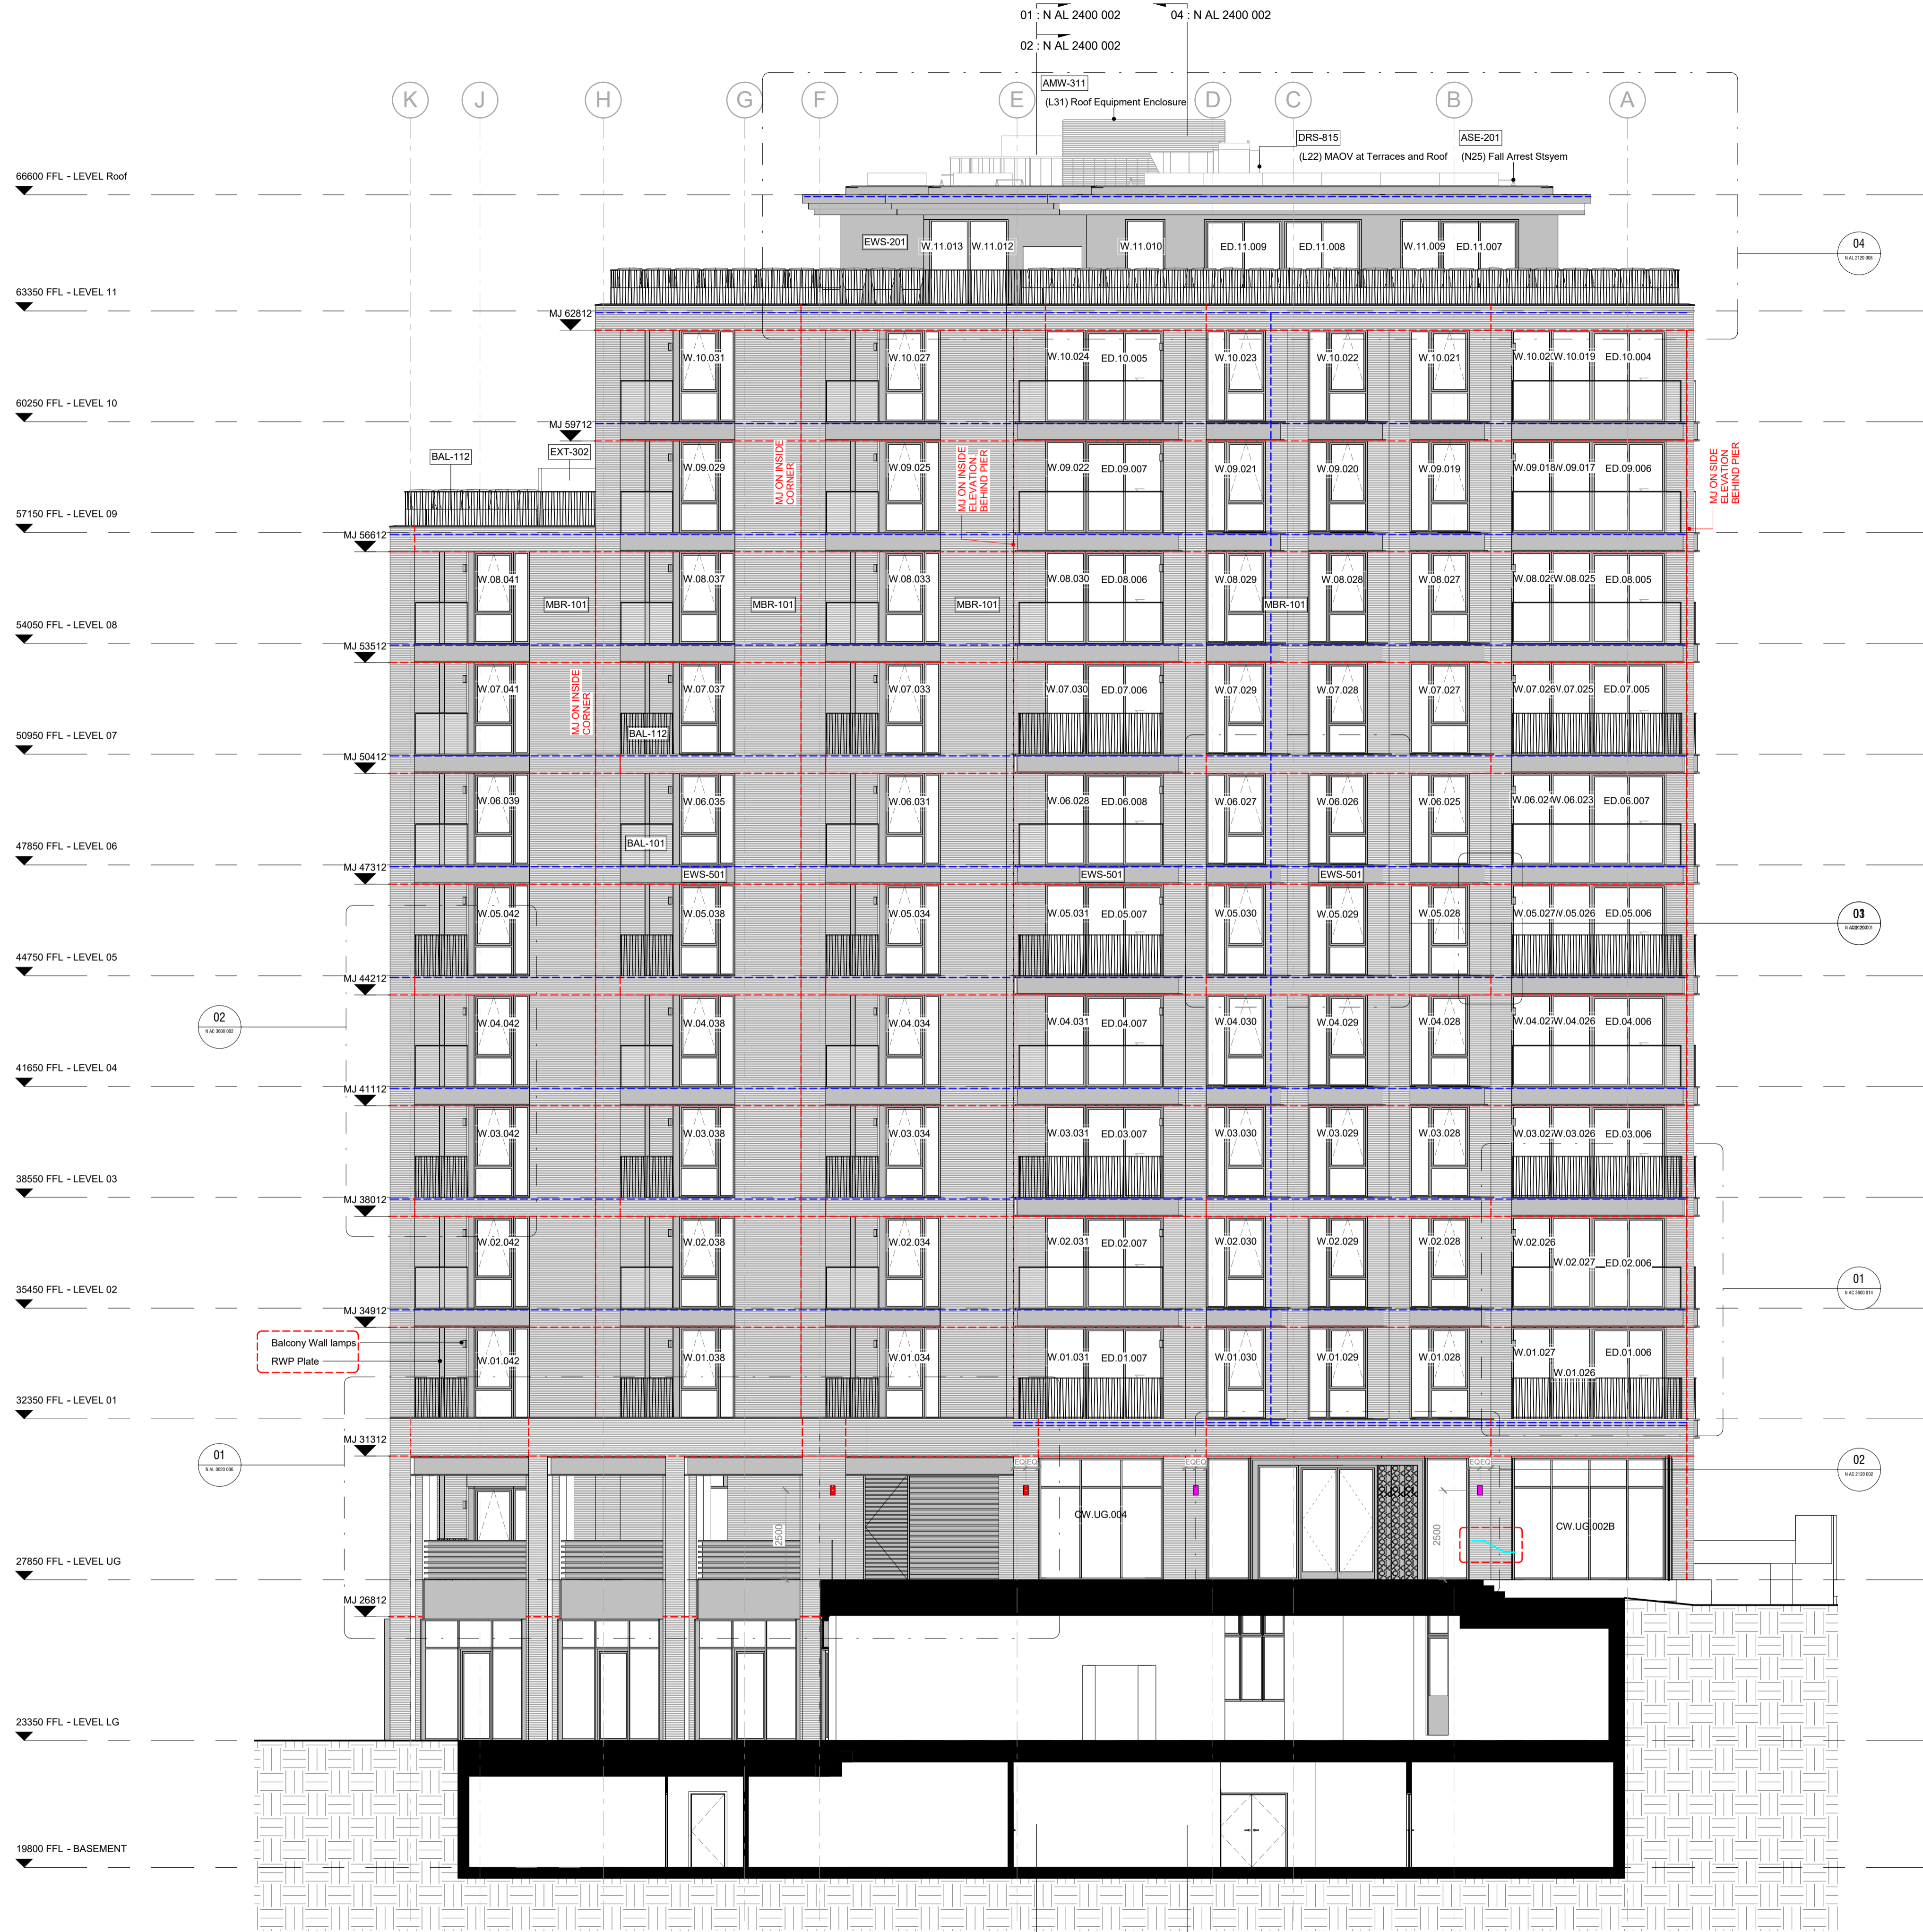 01 : N AL 2400 002
04 : N AL 2400 002
02 : N AL 2400 002
AMW-311
(L31) Roof Equipment Enclosure
K
J
H
G
F
E
D
C
B
A
DRS-815
(L22) MAOV at Terraces and Roof
ASE-201
(N25) Fall Arrest Stsyem
66600 FFL - LEVEL Roof
EWS-201
W.11.013
W.11.012
W.11.010
ED.11.009
ED.11.008
W.11.009
ED.11.007
04
N AL 2120 008
63350 FFL - LEVEL 11
MJ 62812
W.10.031
W.10.027
W.10.024
ED.10.005
W.10.023
W.10.022
W.10.021
W.10.020
W.10.019
ED.10.004
60250 FFL - LEVEL 10
MJ 59712
BAL-112
EXT-302
MJ ON INSIDE
CORNER
MJ ON INSIDE
ELEVATION
BEHIND PIER
MJ ON SIDE
ELEVATION
BEHIND PIER
W.09.029
W.09.025
W.09.022
ED.09.007
W.09.021
W.09.020
W.09.019
W.09.018
W.09.017
ED.09.006
57150 FFL - LEVEL 09
MJ 56612
W.08.041
W.08.037
W.08.033
W.08.030
ED.08.006
W.08.029
W.08.028
W.08.027
W.08.025
ED.08.005
MBR-101
MBR-101
MBR-101
MBR-101
54050 FFL - LEVEL 08
MJ 53512
MJ ON INSIDE
CORNER
W.07.041
W.07.037
W.07.033
W.07.030
ED.07.006
W.07.029
W.07.028
W.07.027
W.07.026
W.07.025
ED.07.005
BAL-112
50950 FFL - LEVEL 07
MJ 50412
W.06.039
W.06.035
W.06.031
W.06.028
ED.06.008
W.06.027
W.06.026
W.06.025
W.06.024
W.06.023
ED.06.007
BAL-101
47850 FFL - LEVEL 06
MJ 47312
EWS-501
EWS-501
EWS-501
W.05.042
W.05.038
W.05.034
W.05.031
ED.05.007
W.05.030
W.05.029
W.05.028
W.05.027
W.05.026
ED.05.006
44750 FFL - LEVEL 05
MJ 44212
02
N AC 3600 002
W.04.042
W.04.038
W.04.034
W.04.031
ED.04.007
W.04.030
W.04.029
W.04.028
W.04.027
W.04.026
ED.04.006
41650 FFL - LEVEL 04
MJ 41112
W.03.042
W.03.038
W.03.034
W.03.031
ED.03.007
W.03.030
W.03.029
W.03.028
W.03.027
W.03.026
ED.03.006
38550 FFL - LEVEL 03
MJ 38012
W.02.042
W.02.038
W.02.034
W.02.031
ED.02.007
W.02.030
W.02.029
W.02.028
W.02.026
W.02.027
ED.02.006
01
N AC 3600 014
35450 FFL - LEVEL 02
MJ 34912
Balcony Wall lamps
RWP Plate
W.01.042
W.01.038
W.01.034
W.01.031
ED.01.007
W.01.030
W.01.029
W.01.028
W.01.027
W.01.026
ED.01.006
32350 FFL - LEVEL 01
MJ 31312
01
N AL 0020 006
EQ
EQ
EQ
EQ
EQ
EQ
02
N AC 2120 002
2500
CW.UG.004
2500
CW.UG.002B
27850 FFL - LEVEL UG
MJ 26812
23350 FFL - LEVEL LG
19800 FFL - BASEMENT